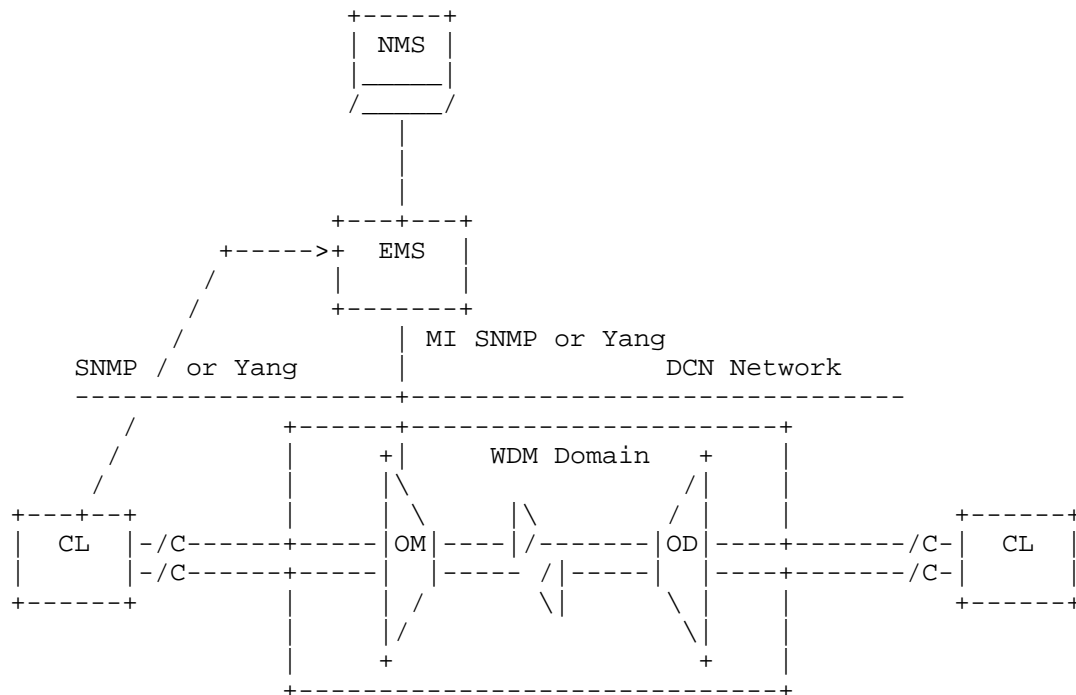 NMS
EMS
MI SNMP or Yang
SNMP / or Yang DCN Network
WDM Domain
CL -/C OM OD /C- CL
-/C /C-